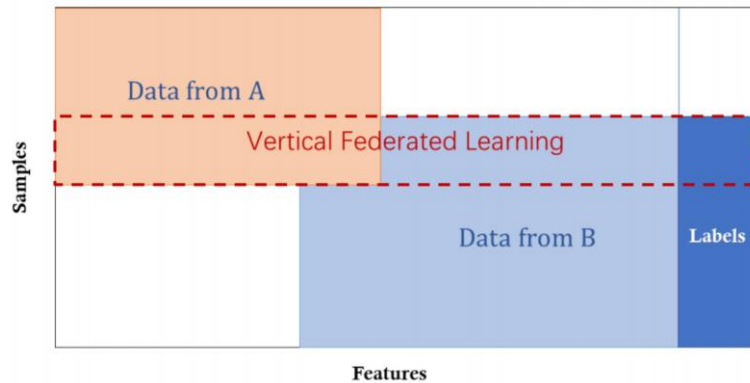 Data from A
Vertical Federated Learning
Samples
Data from B
Labels
Features